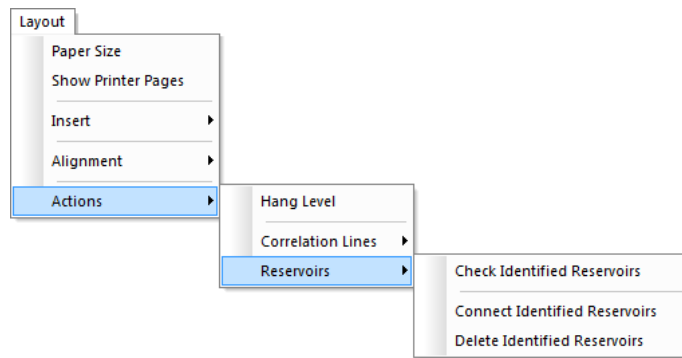 Layout
Paper Size
Show Printer Pages
Insert
Alignment
Actions
Hang Level
Correlation Lines
Reservoirs
Check Identified Reservoirs
Connect Identified Reservoirs
Delete Identified Reservoirs